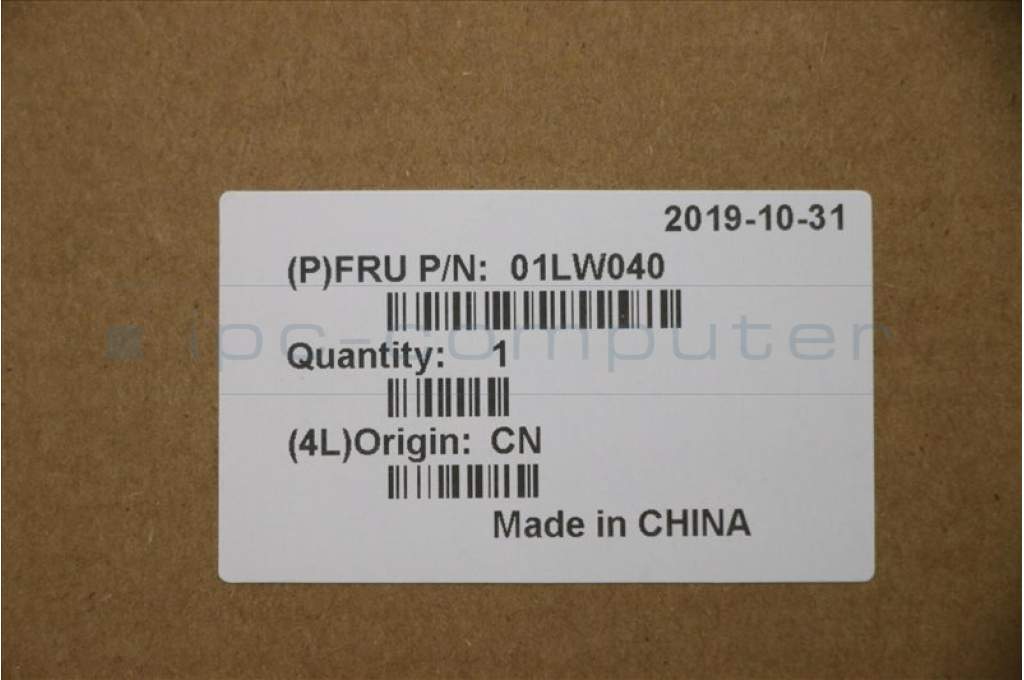 2019-10-31
(P)FRU P/N: 01LW040
ipc-computer
Quantity: 1
(4L)Origin: CN
Made in CHINA